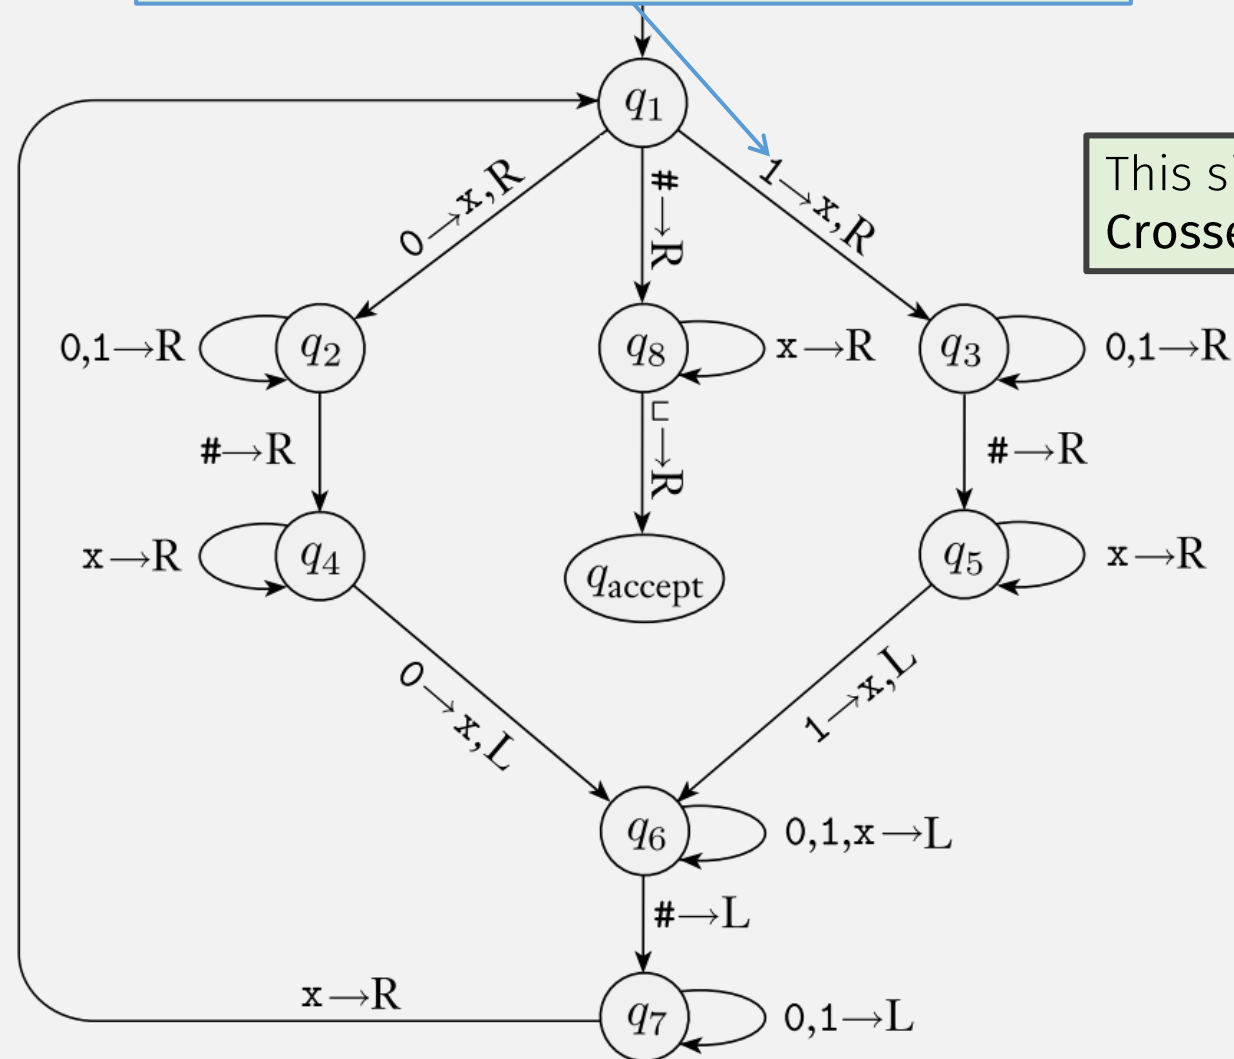 q1
0→x,R
#→R
1→x,R
This
Crosse
0,1→R
q2
q8
x→R
q3
0,1→R
#→R
⊔→R
#→R
x→R
q4
qaccept
q5
x→R
0→x,L
1→x,L
q6
0,1,x→L
#→L
x→R
q7
0,1→L